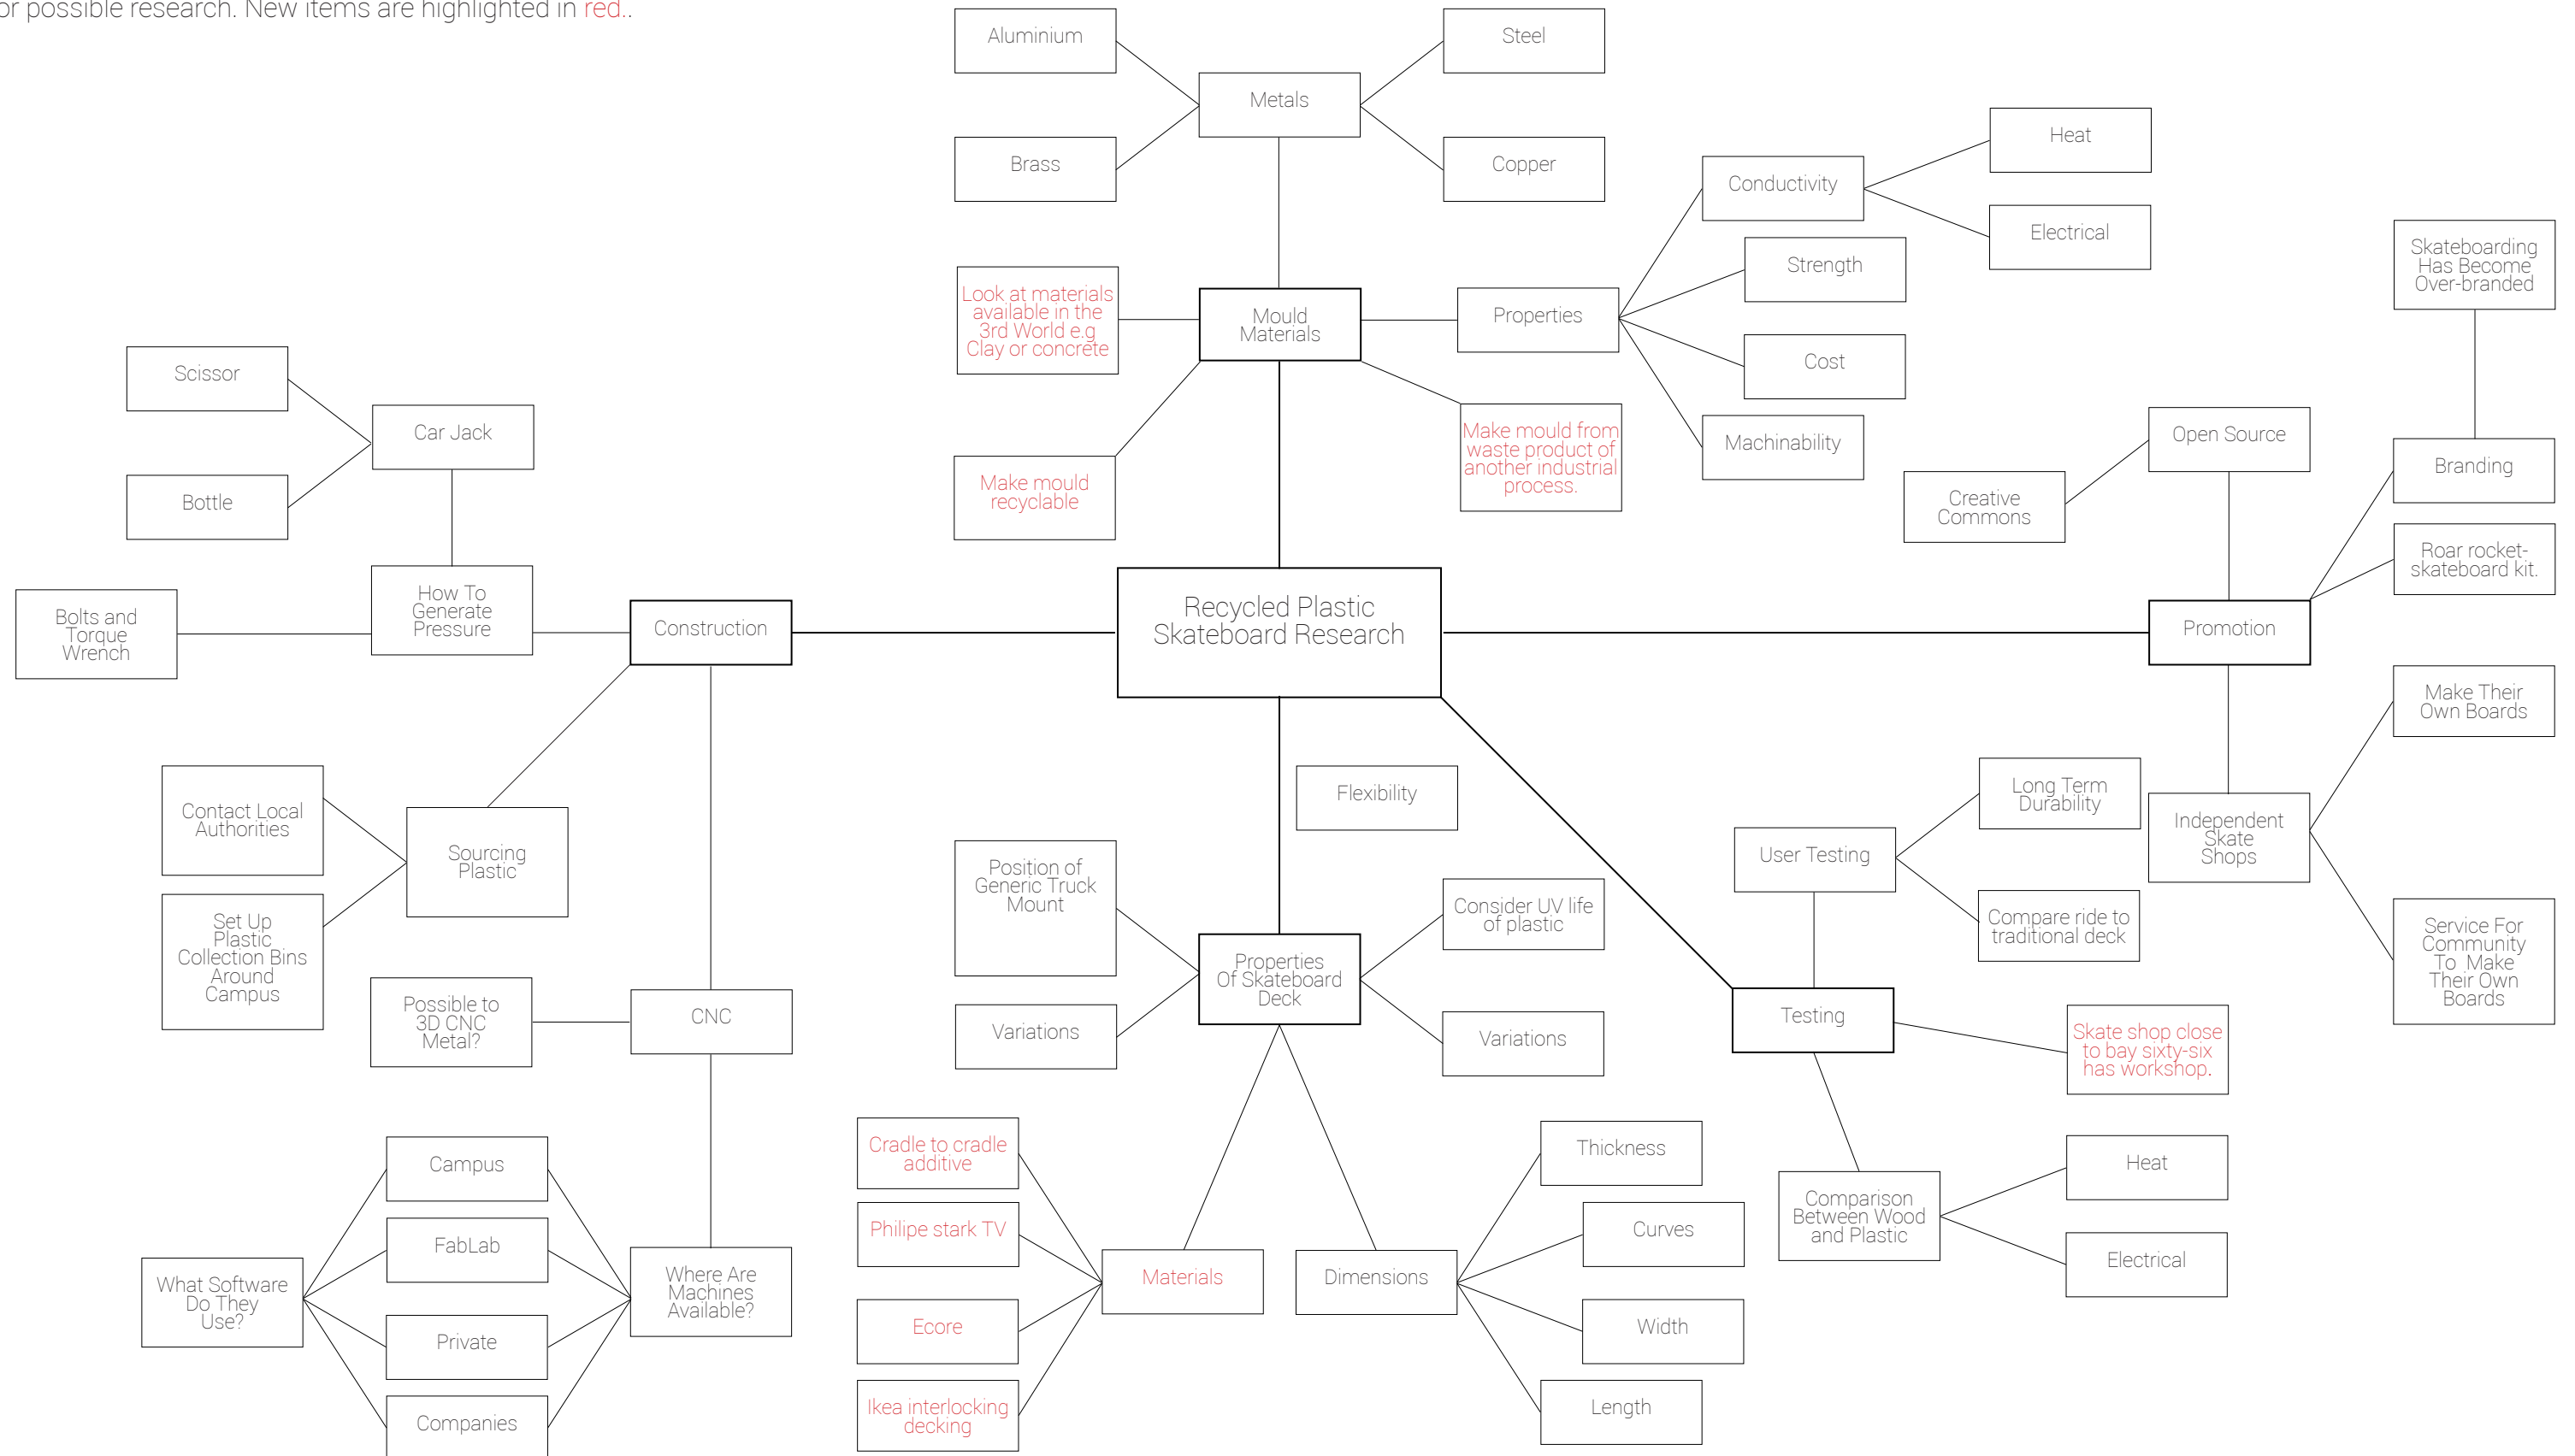 or possible research. New items are highlighted in red..
Aluminium
Steel
Metals
Brass
Copper
Heat
Conductivity
Electrical
Strength
Skateboarding
Has Become
Over-branded
Look at materials
available in the
3rd World e.g
Clay or concrete
Mould
Materials
Properties
Cost
Scissor
Car Jack
Bottle
Make mould
recyclable
Make mould from
waste product of
another industrial
process.
Machinability
Open Source
Creative
Commons
Branding
Roar rocket-
skateboard kit.
Bolts and
Torque
Wrench
How To
Generate
Pressure
Construction
Recycled Plastic
Skateboard Research
Promotion
Make Their
Own Boards
Contact Local
Authorities
Sourcing
Plastic
Set Up
Plastic
Collection Bins
Around
Campus
Flexibility
Position of
Generic Truck
Mount
Consider UV life
of plastic
User Testing
Long Term
Durability
Compare ride to
traditional deck
Independent
Skate
Shops
Service For
Community
To  Make
Their Own
Boards
Possible to
3D CNC
Metal?
CNC
Variations
Properties
Of Skateboard
Deck
Variations
Testing
Skate shop close
to bay sixty-six
has workshop.
Campus
FabLab
What Software
Do They
Use?
Private
Companies
Where Are
Machines
Available?
Cradle to cradle
additive
Philipe stark TV
Ecore
Ikea interlocking
decking
Materials
Dimensions
Thickness
Curves
Width
Length
Comparison
Between Wood
and Plastic
Heat
Electrical